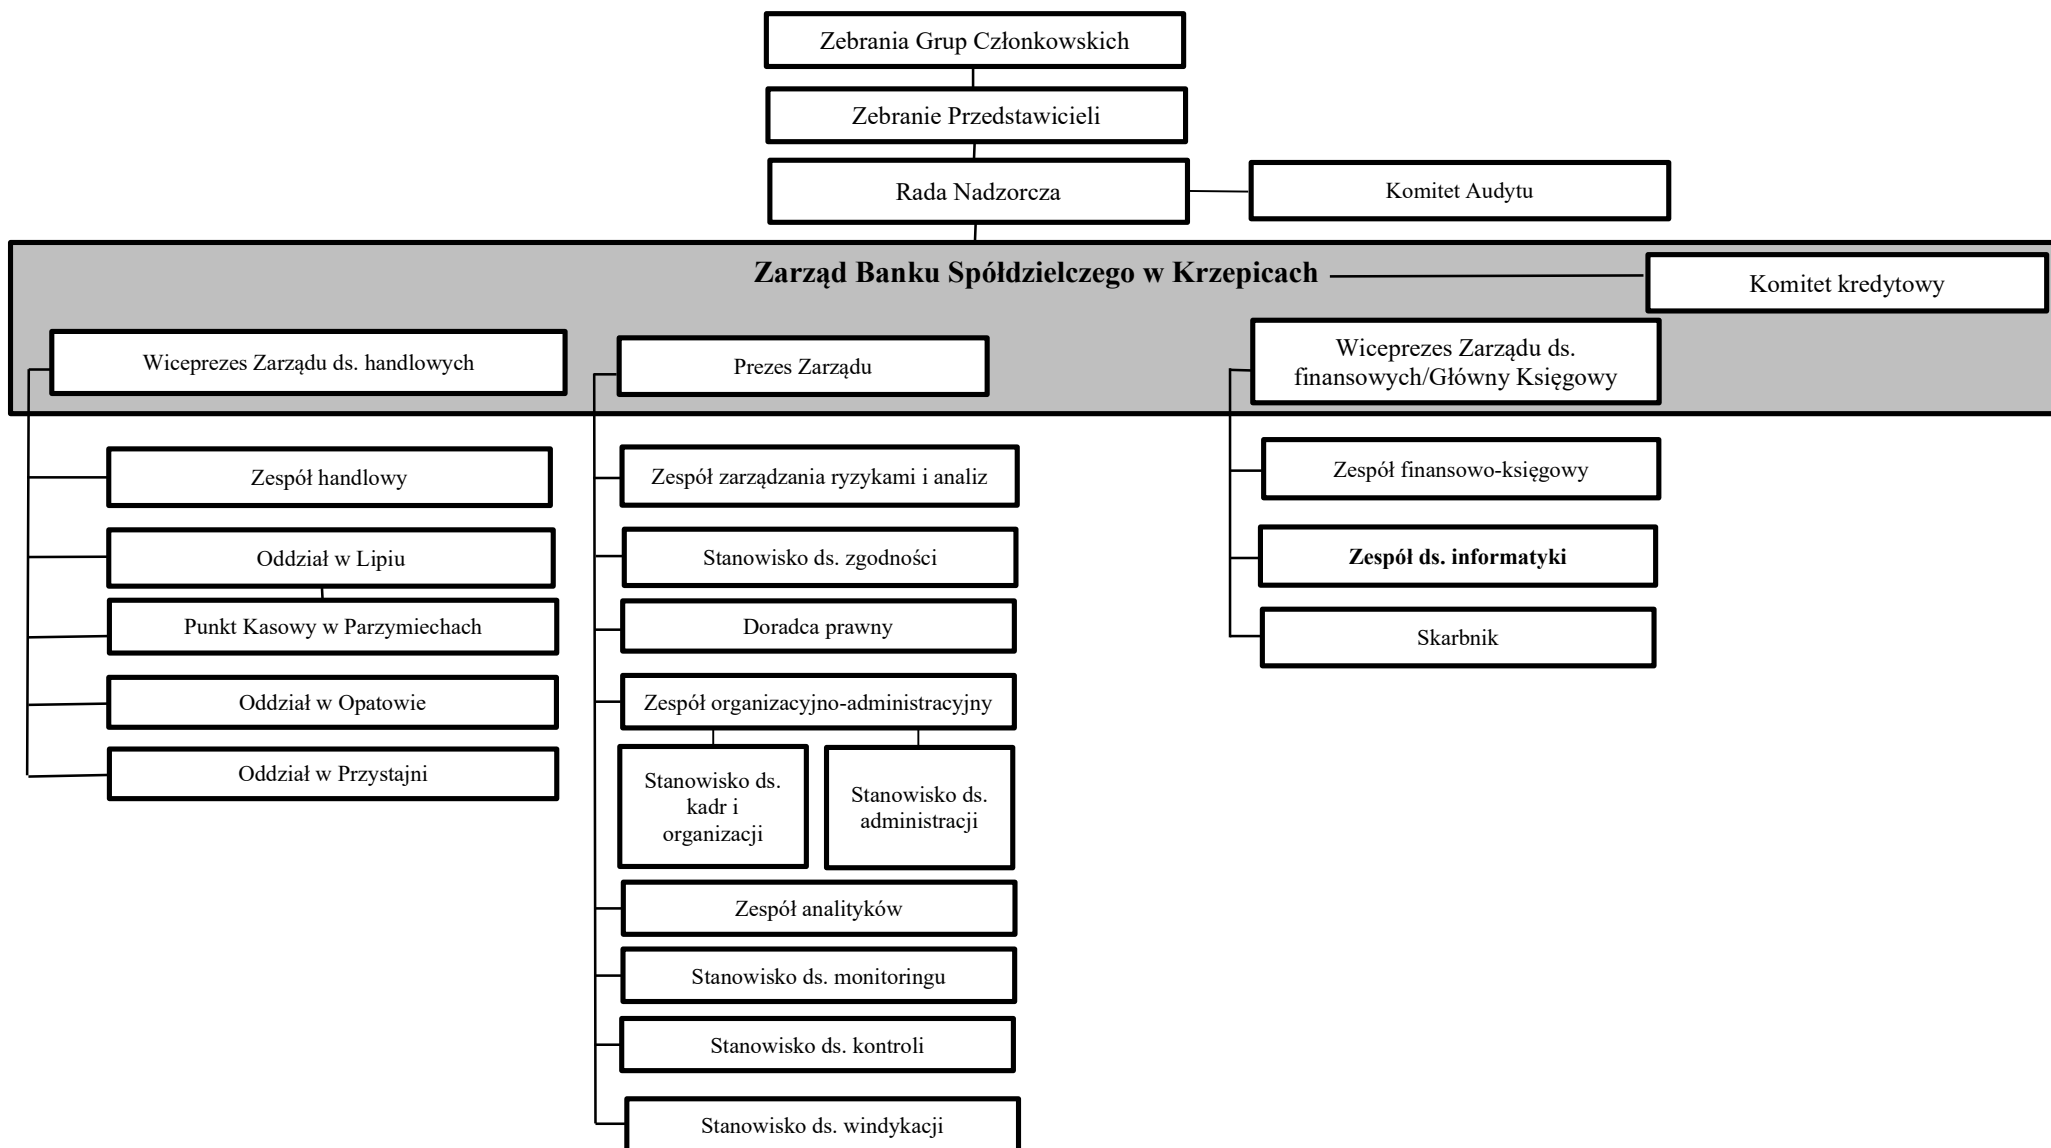 Zebrania Grup Członkowskich
Zebranie Przedstawicieli
Rada Nadzorcza
Komitet Audytu
Zarząd Banku Spółdzielczego w Krzepicach
Komitet kredytowy
Wiceprezes Zarządu ds. handlowych
Prezes Zarządu
Wiceprezes Zarządu ds.
finansowych/Główny Księgowy
Zespół handlowy
Oddział w Lipiu
Punkt Kasowy w Parzymiechach
Oddział w Opatowie
Oddział w Przystajni
Zespół zarządzania ryzykami i analiz
Stanowisko ds. zgodności
Doradca prawny
Zespół organizacyjno-administracyjny
Stanowisko ds.
kadr i
organizacji
Stanowisko ds.
administracji
Zespół analityków
Stanowisko ds. monitoringu
Stanowisko ds. kontroli
Stanowisko ds. windykacji
Zespół finansowo-księgowy
Zespół ds. informatyki
Skarbnik